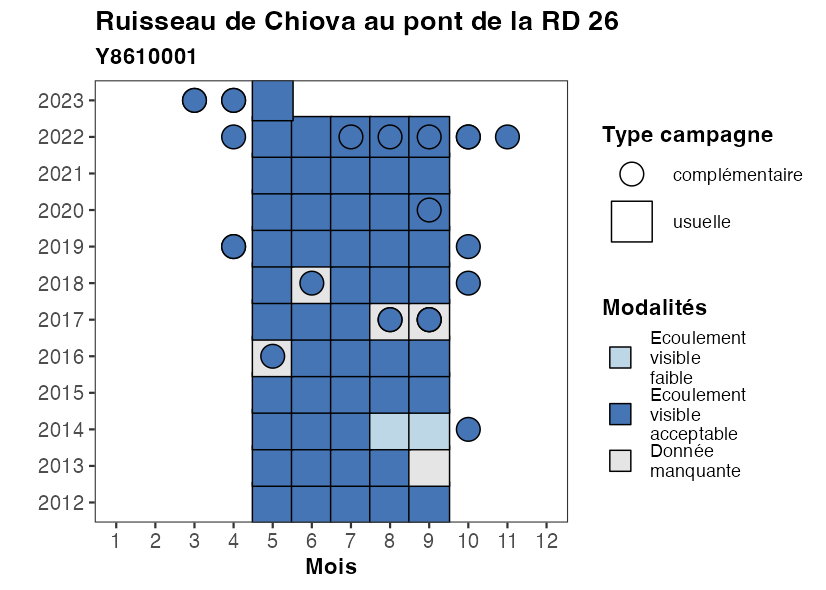 Ruisseau de Chiova au pont de la RD 26
Y8610001
2023
2022
2021
2020
2019
2018
2017
2016
2015
2014
2013
2012
1 2 3 4 5 6 7 8 9 10 11 12
Mois
Type campagne
complémentaire
usuelle
Modalités
Ecoulement
visible
faible
Ecoulement
visible
acceptable
Donnée
manquante